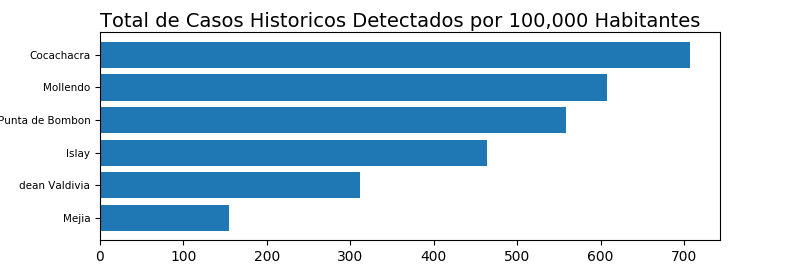 Total de Casos Historicos Detectados por 100,000 Habitantes
Cocachacra
Mollendo
Punta de Bombon
Islay
dean Valdivia
Mejia
0 100 200 300 400 500 600 700